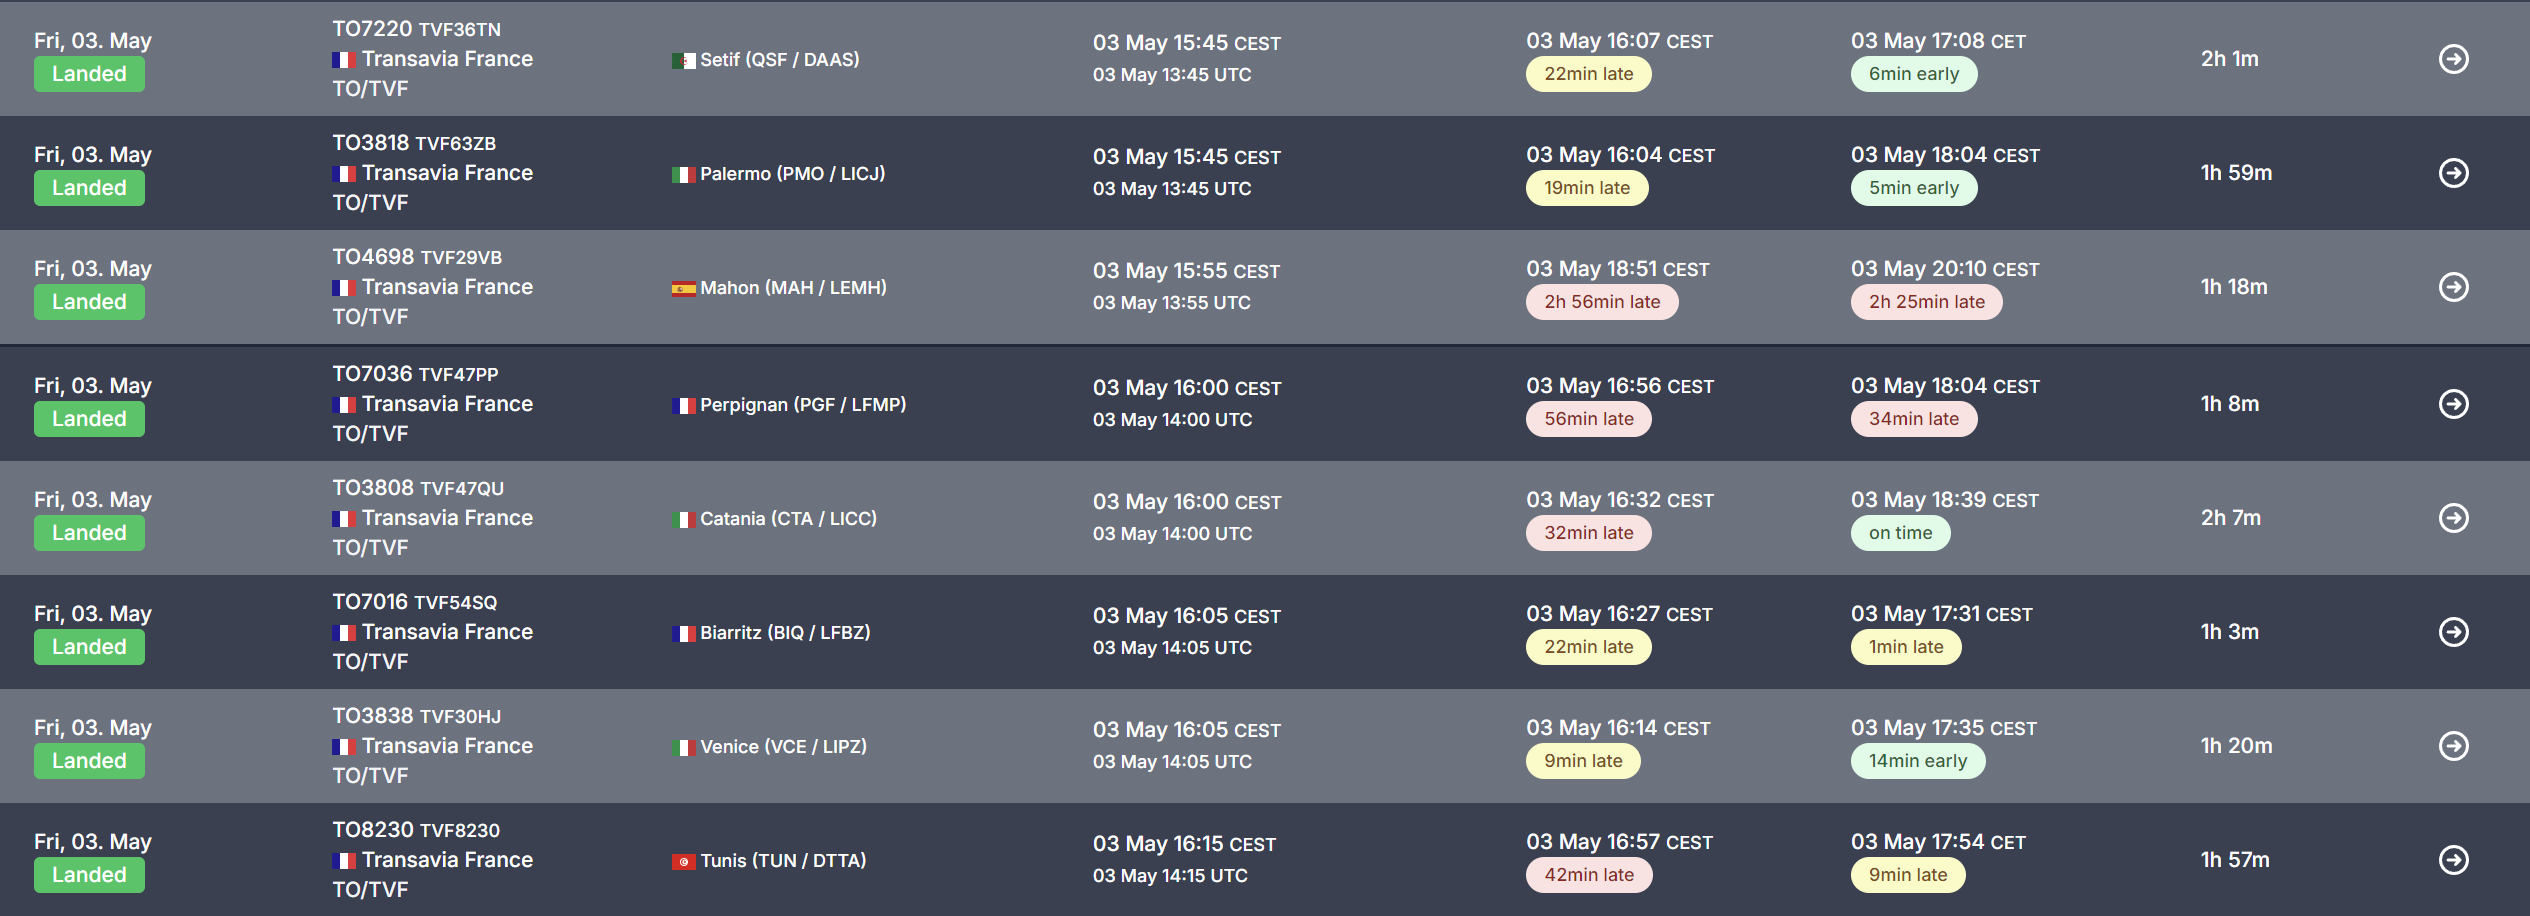 Fri, 03. May
Landed
TO7220 TVF36TN
Transavia France
TO/TVF
Setif (QSF / DAAS)
03 May 15:45 CEST
03 May 13:45 UTC
03 May 16:07 CEST
22min late
03 May 17:08 CET
6min early
2h 1m
Fri, 03. May
Landed
TO3818 TVF63ZB
Transavia France
TO/TVF
Palermo (PMO / LICJ)
03 May 15:45 CEST
03 May 13:45 UTC
03 May 16:04 CEST
19min late
03 May 18:04 CEST
5min early
1h 59m
Fri, 03. May
Landed
TO4698 TVF29VB
Transavia France
TO/TVF
Mahon (MAH / LEMH)
03 May 15:55 CEST
03 May 13:55 UTC
03 May 18:51 CEST
2h 56min late
03 May 20:10 CEST
2h 25min late
1h 18m
Fri, 03. May
Landed
TO7036 TVF47PP
Transavia France
TO/TVF
Perpignan (PGF / LFMP)
03 May 16:00 CEST
03 May 14:00 UTC
03 May 16:56 CEST
56min late
03 May 18:04 CEST
34min late
1h 8m
Fri, 03. May
Landed
TO3808 TVF47QU
Transavia France
TO/TVF
Catania (CTA / LICC)
03 May 16:00 CEST
03 May 14:00 UTC
03 May 16:32 CEST
32min late
03 May 18:39 CEST
on time
2h 7m
Fri, 03. May
Landed
TO7016 TVF54SQ
Transavia France
TO/TVF
Biarritz (BIQ / LFBZ)
03 May 16:05 CEST
03 May 14:05 UTC
03 May 16:27 CEST
22min late
03 May 17:31 CEST
1min late
1h 3m
Fri, 03. May
Landed
TO3838 TVF30HJ
Transavia France
TO/TVF
Venice (VCE / LIPZ)
03 May 16:05 CEST
03 May 14:05 UTC
03 May 16:14 CEST
9min late
03 May 17:35 CEST
14min early
1h 20m
Fri, 03. May
Landed
TO8230 TVF8230
Transavia France
TO/TVF
Tunis (TUN / DTTA)
03 May 16:15 CEST
03 May 14:15 UTC
03 May 16:57 CEST
42min late
03 May 17:54 CET
9min late
1h 57m